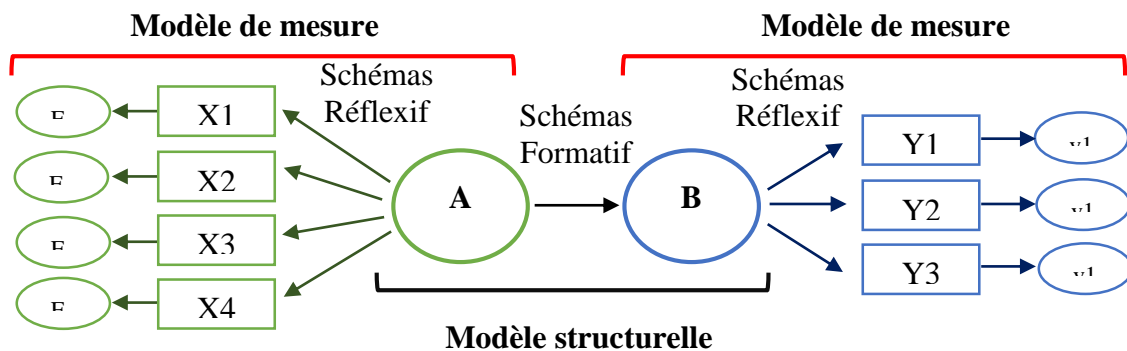 Modèle de mesure
Modèle de mesure
Schémas
Réflexif
Schémas
Formatif
Schémas
Réflexif
X1
X2
X3
X4
A
B
Y1
Y2
Y3
Modèle structurelle